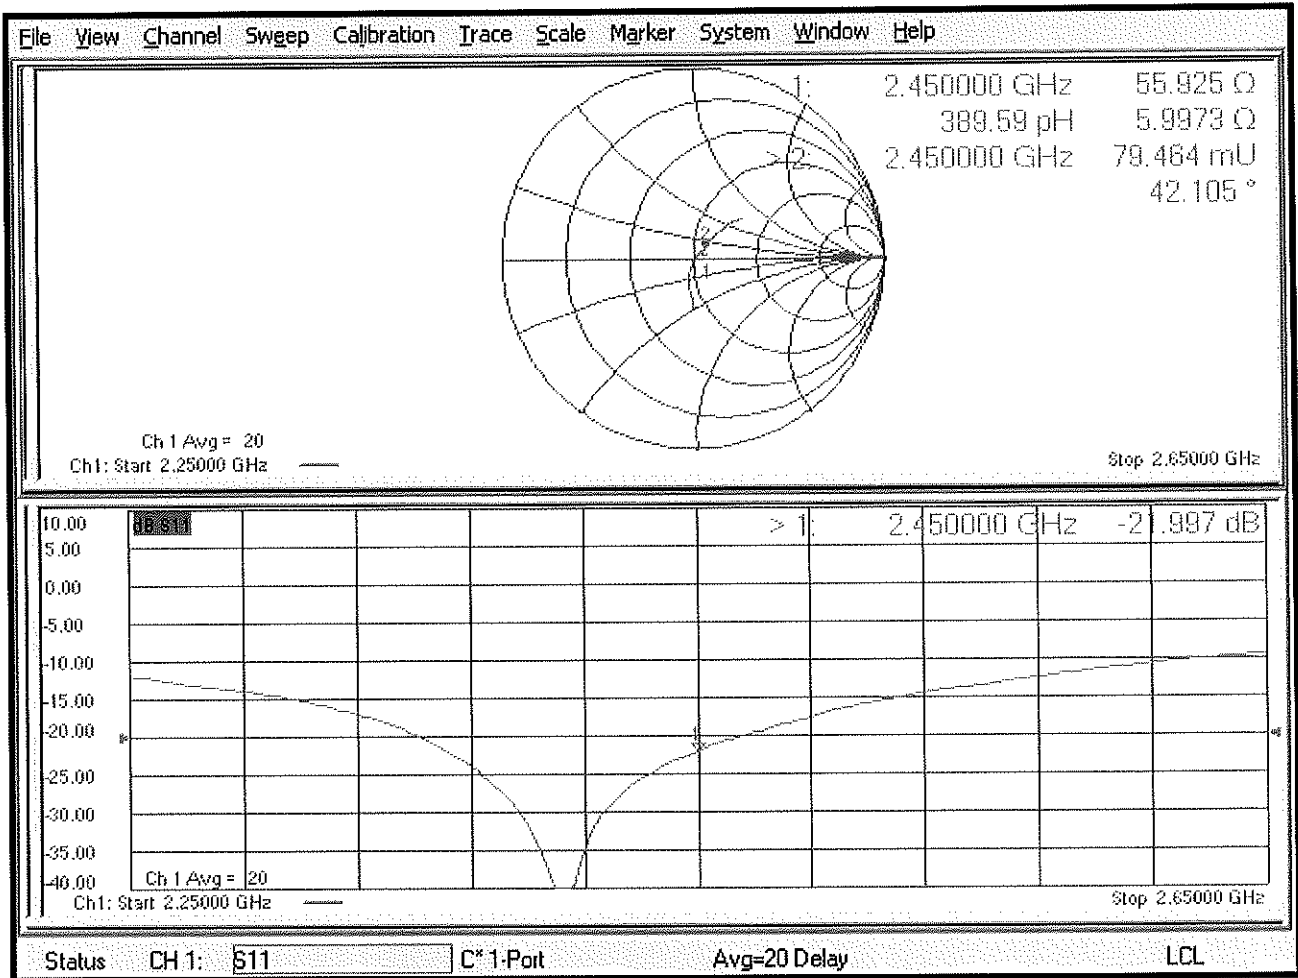 File View Channel Sweep Calibration Trace Scale Marker System Window Help
1: 2.450000 GHz 55.925 Ω
389.59 pH 5.9973 Ω
> 2: 2.450000 GHz 79.464 mU
42.105 °
2
2
1
Ch 1 Avg = 20
Ch1: Start 2.25000 GHz
Stop 2.65000 GHz
10.00 dB S11 > 1: 2.450000 GHz -21.997 dB
5.00
0.00
-5.00
-10.00
-15.00
-20.00
-25.00
-30.00
-35.00
-40.00
Ch 1 Avg = 20
Ch1: Start 2.25000 GHz
Stop 2.65000 GHz
Status CH 1: S11 C* 1-Port Avg=20 Delay LCL